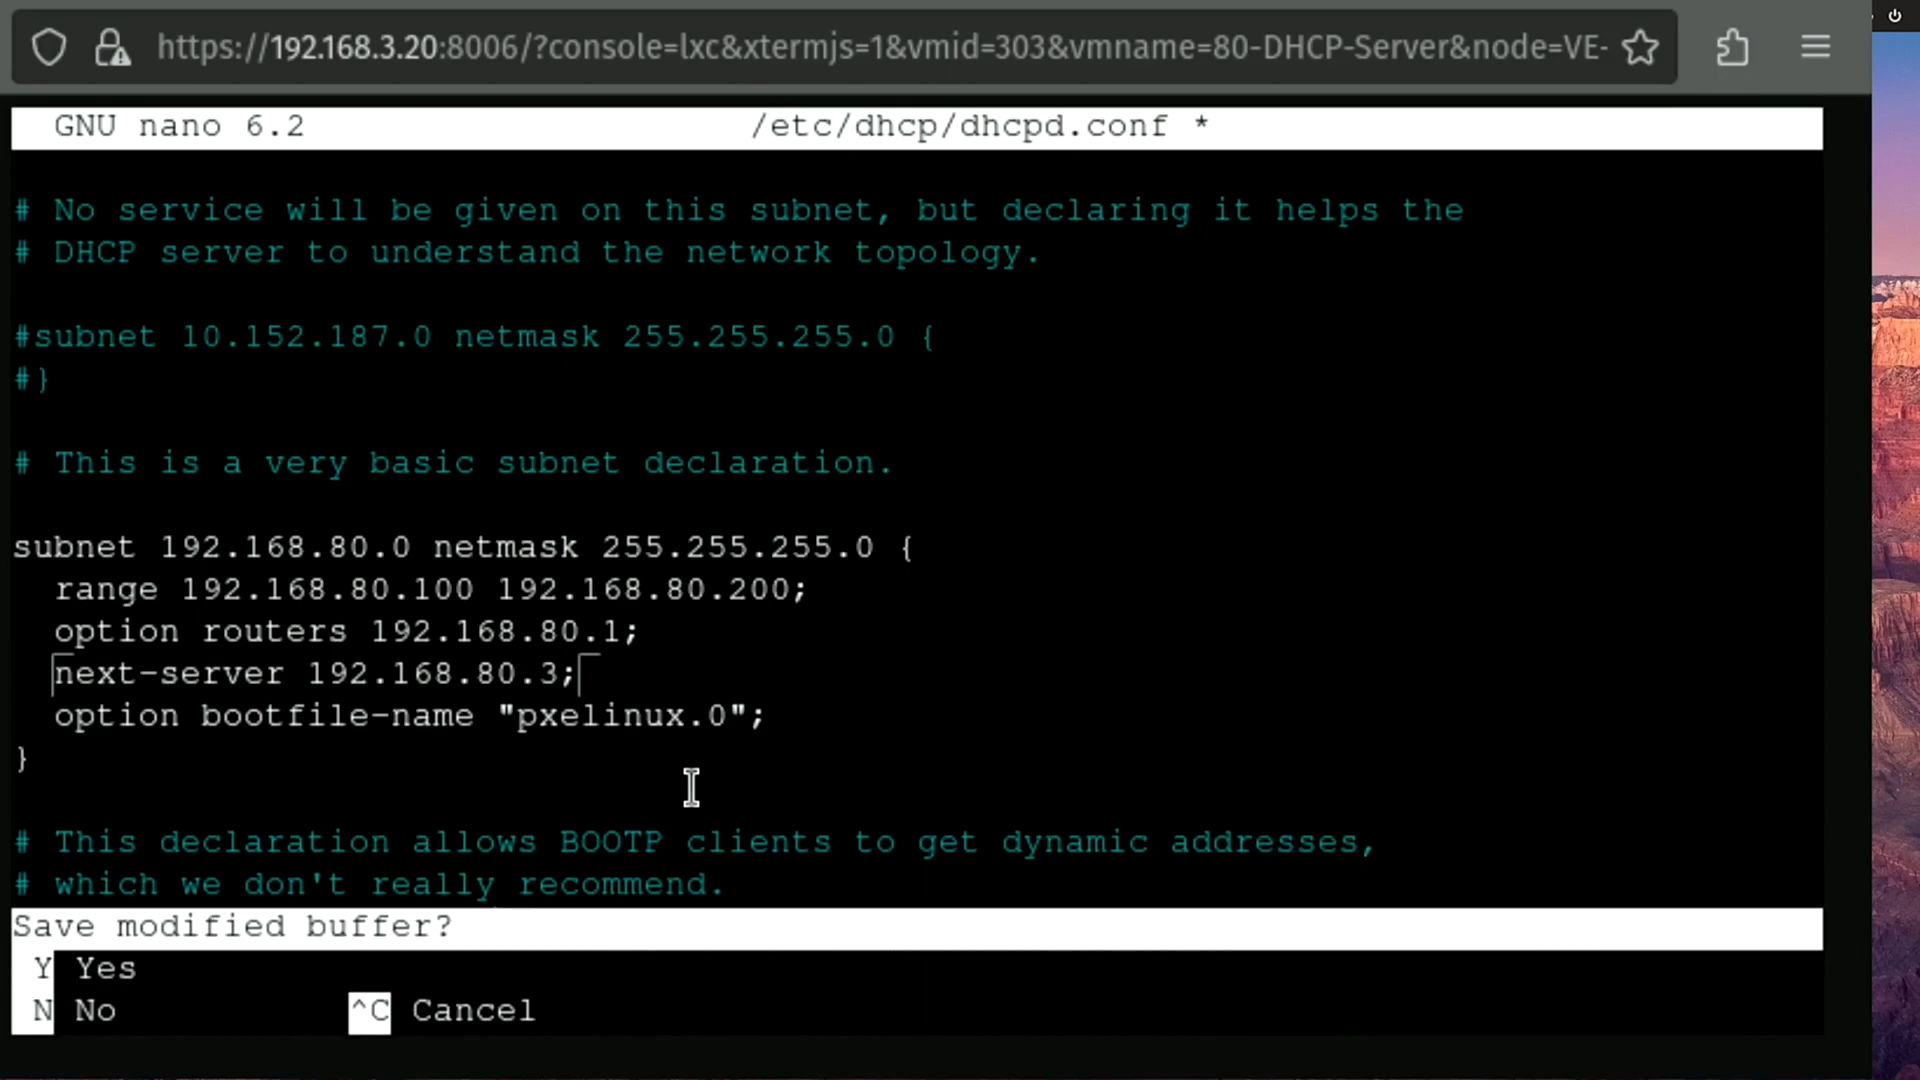 https://192.168.3.20:8006/?console=lxc&xtermjs=1&vmid=303&vmname=80-DHCP-Server&node=VE-
GNU nano 6.2 /etc/dhcp/dhcpd.conf *
# No service will be given on this subnet, but declaring it helps the
# DHCP server to understand the network topology.
#subnet 10.152.187.0 netmask 255.255.255.0 {
#}
# This is a very basic subnet declaration.
subnet 192.168.80.0 netmask 255.255.255.0 {
range 192.168.80.100 192.168.80.200;
option routers 192.168.80.1;
next-server 192.168.80.3;
option bootfile-name "pxelinux.0";
}
# This declaration allows BOOTP clients to get dynamic addresses,
# which we don't really recommend.
Save modified buffer?
Y Yes
N No ^C Cancel